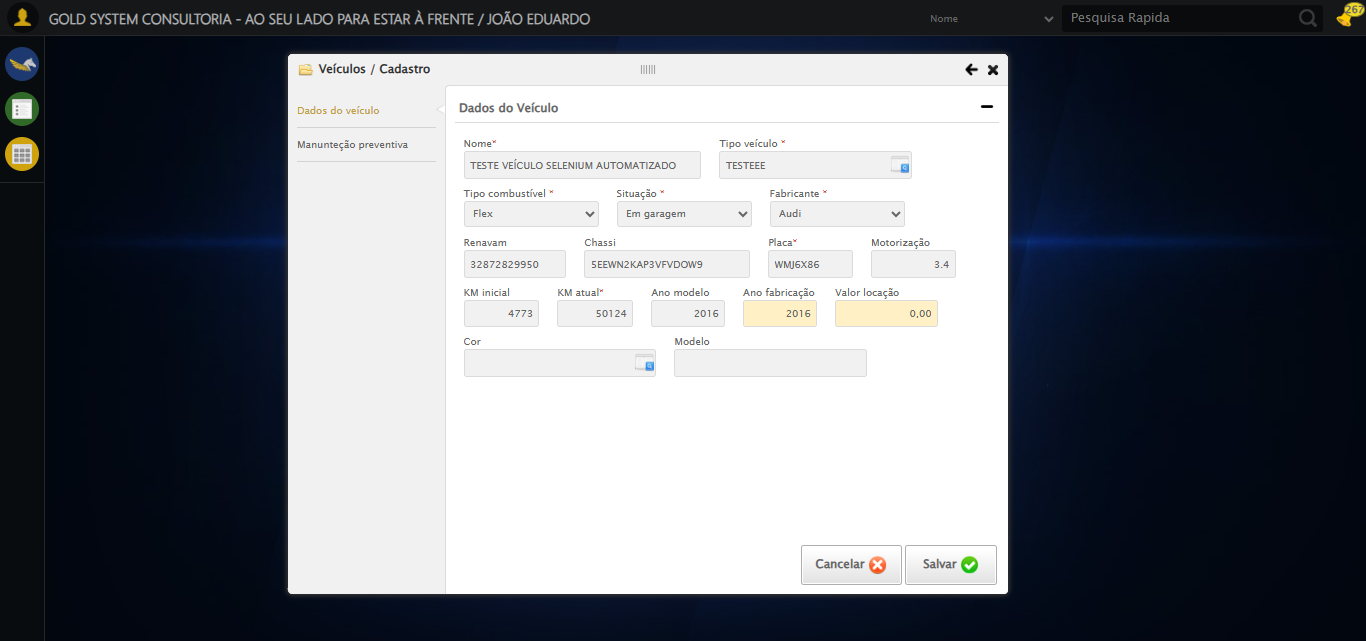 GOLD SYSTEM CONSULTORIA - AO SEU LADO PARA ESTAR À FRENTE / JOÃO EDUARDO
Nome
Pesquisa Rapida
267
Veículos / Cadastro
Dados do veículo
Manunteção preventiva
Dados do Veículo
Nome* Tipo veículo *
TESTE VEÍCULO SELENIUM AUTOMATIZADO TESTEEE
Tipo combustível * Situação * Fabricante *
Flex Em garagem Audi
Renavam Chassi Placa* Motorização
32872829950 5EEWN2KAP3VFVDOW9 WMJ6X86 3.4
KM inicial KM atual* Ano modelo Ano fabricação Valor locação
4773 50124 2016 2016 0,00
Cor Modelo
Cancelar Salvar